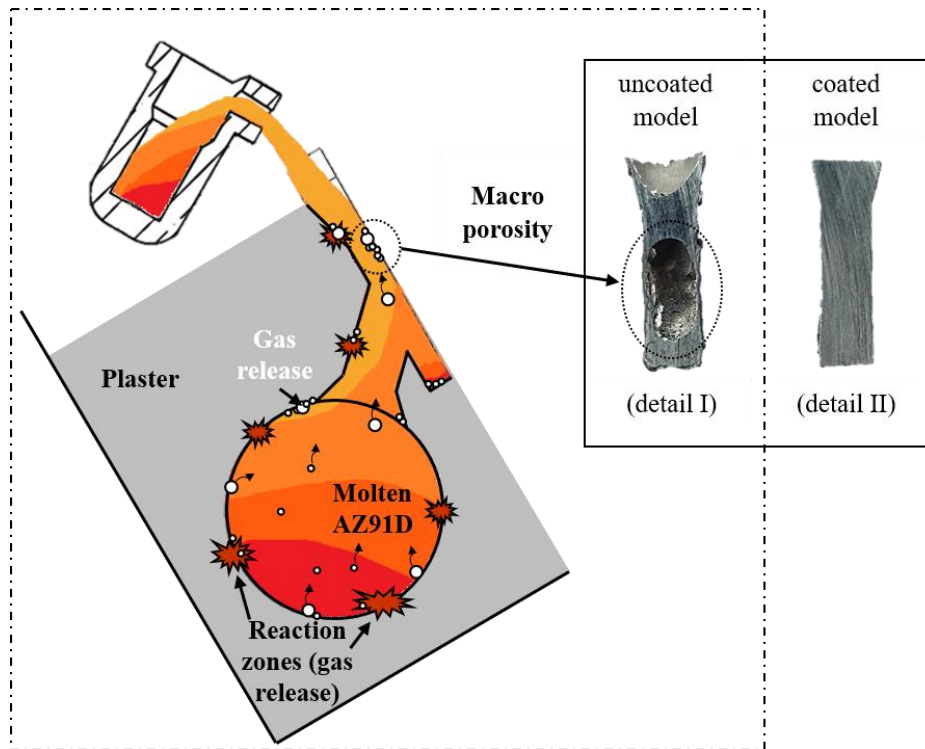 uncoated
model
coated
model
Macro
porosity
Gas
release
Plaster
(detail I)
(detail II)
Molten
AZ91D
Reaction
zones (gas
release)